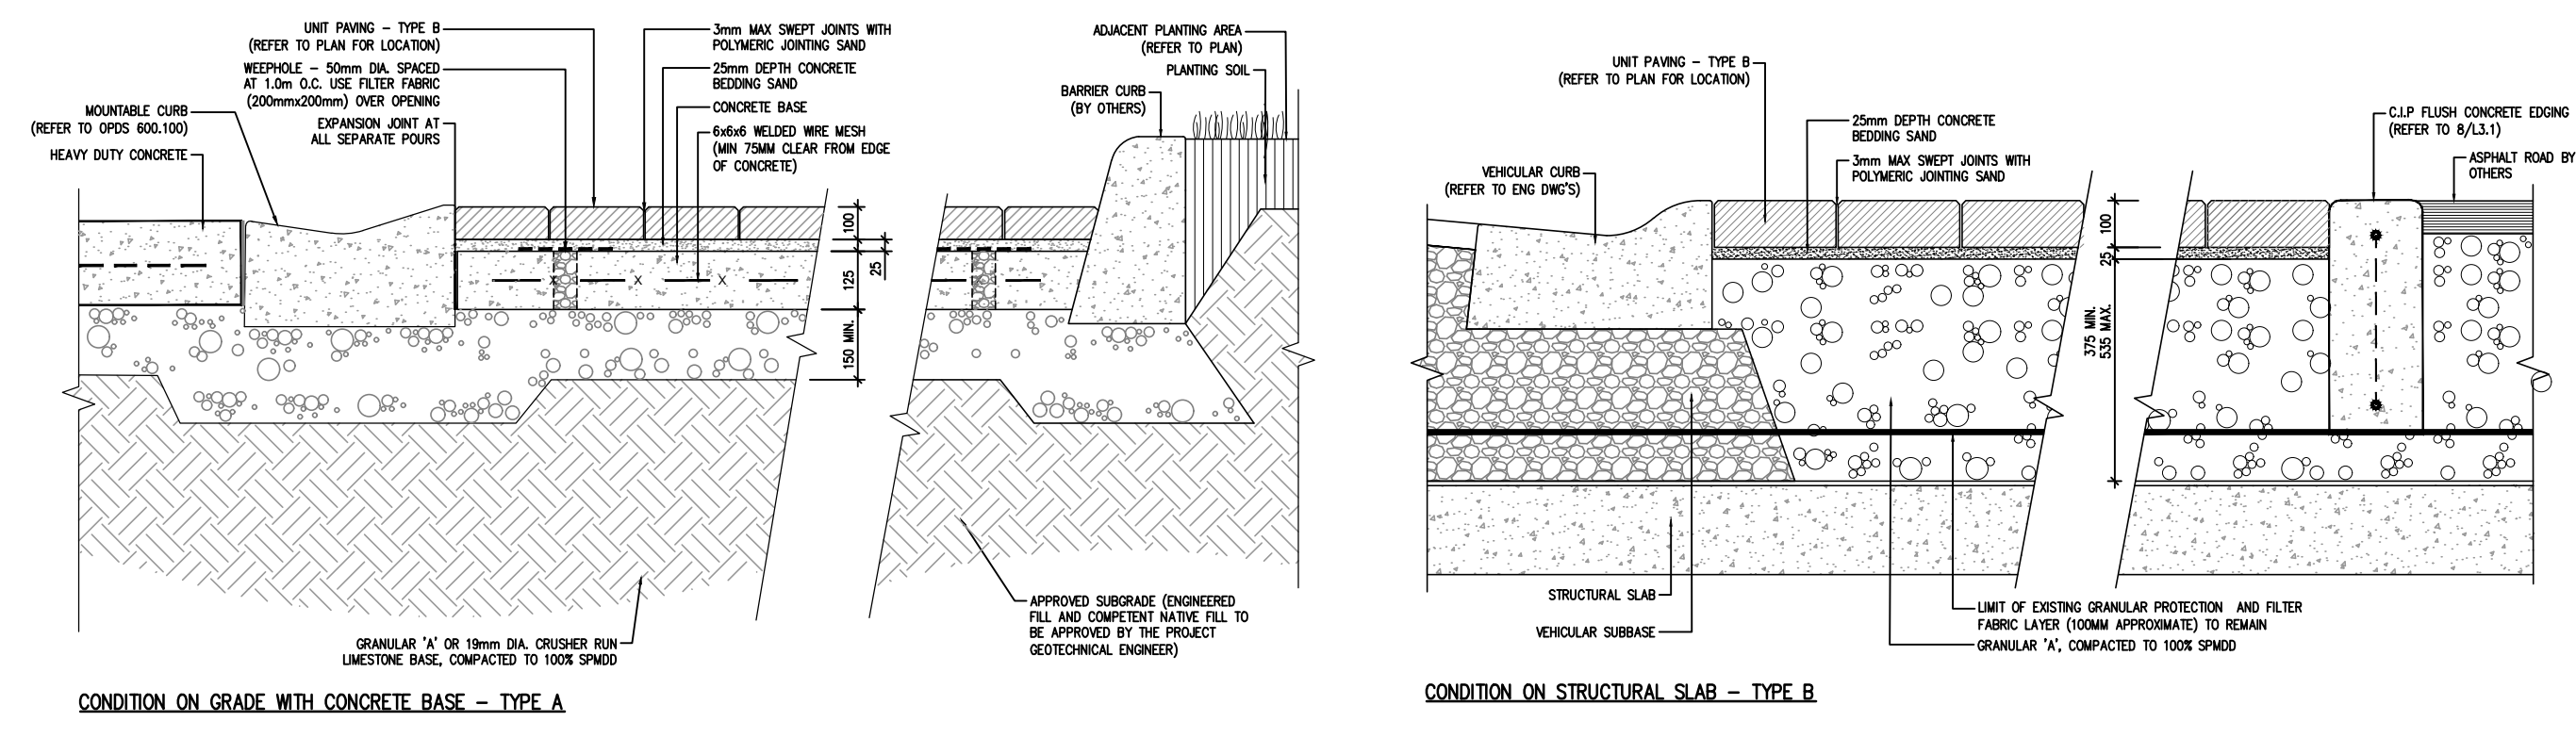 UNIT PAVING - TYPE B
(REFER TO PLAN FOR LOCATION)
WEEPHOLE - 50mm DIA. SPACED
AT 1.0m O.C. USE FILTER FABRIC
(200mmx200mm) OVER OPENING
MOUNTABLE CURB
(REFER TO OPDS 600.100)
EXPANSION JOINT AT
ALL SEPARATE POURS
HEAVY DUTY CONCRETE
3mm MAX SWEPT JOINTS WITH
POLYMERIC JOINTING SAND
25mm DEPTH CONCRETE
BEDDING SAND
CONCRETE BASE
6x6x6 WELDED WIRE MESH
(MIN 75MM CLEAR FROM EDGE
OF CONCRETE)
ADJACENT PLANTING AREA
(REFER TO PLAN)
PLANTING SOIL
BARRIER CURB
(BY OTHERS)
100
25
125
150 MIN.
X
X
X
APPROVED SUBGRADE (ENGINEERED
FILL AND COMPETENT NATIVE FILL TO
BE APPROVED BY THE PROJECT
GEOTECHNICAL ENGINEER)
GRANULAR 'A' OR 19mm DIA. CRUSHER RUN
LIMESTONE BASE, COMPACTED TO 100% SPMDD
CONDITION ON GRADE WITH CONCRETE BASE - TYPE A
UNIT PAVING - TYPE B
(REFER TO PLAN FOR LOCATION)
25mm DEPTH CONCRETE
BEDDING SAND
3mm MAX SWEPT JOINTS WITH
POLYMERIC JOINTING SAND
VEHICULAR CURB
(REFER TO ENG DWG'S)
C.I.P FLUSH CONCRETE EDGING
(REFER TO 8/L3.1)
ASPHALT ROAD BY
OTHERS
100
25
375 MIN.
535 MAX.
STRUCTURAL SLAB
VEHICULAR SUBBASE
LIMIT OF EXISTING GRANULAR PROTECTION AND FILTER
FABRIC LAYER (100MM APPROXIMATE) TO REMAIN
GRANULAR 'A', COMPACTED TO 100% SPMDD
CONDITION ON STRUCTURAL SLAB - TYPE B